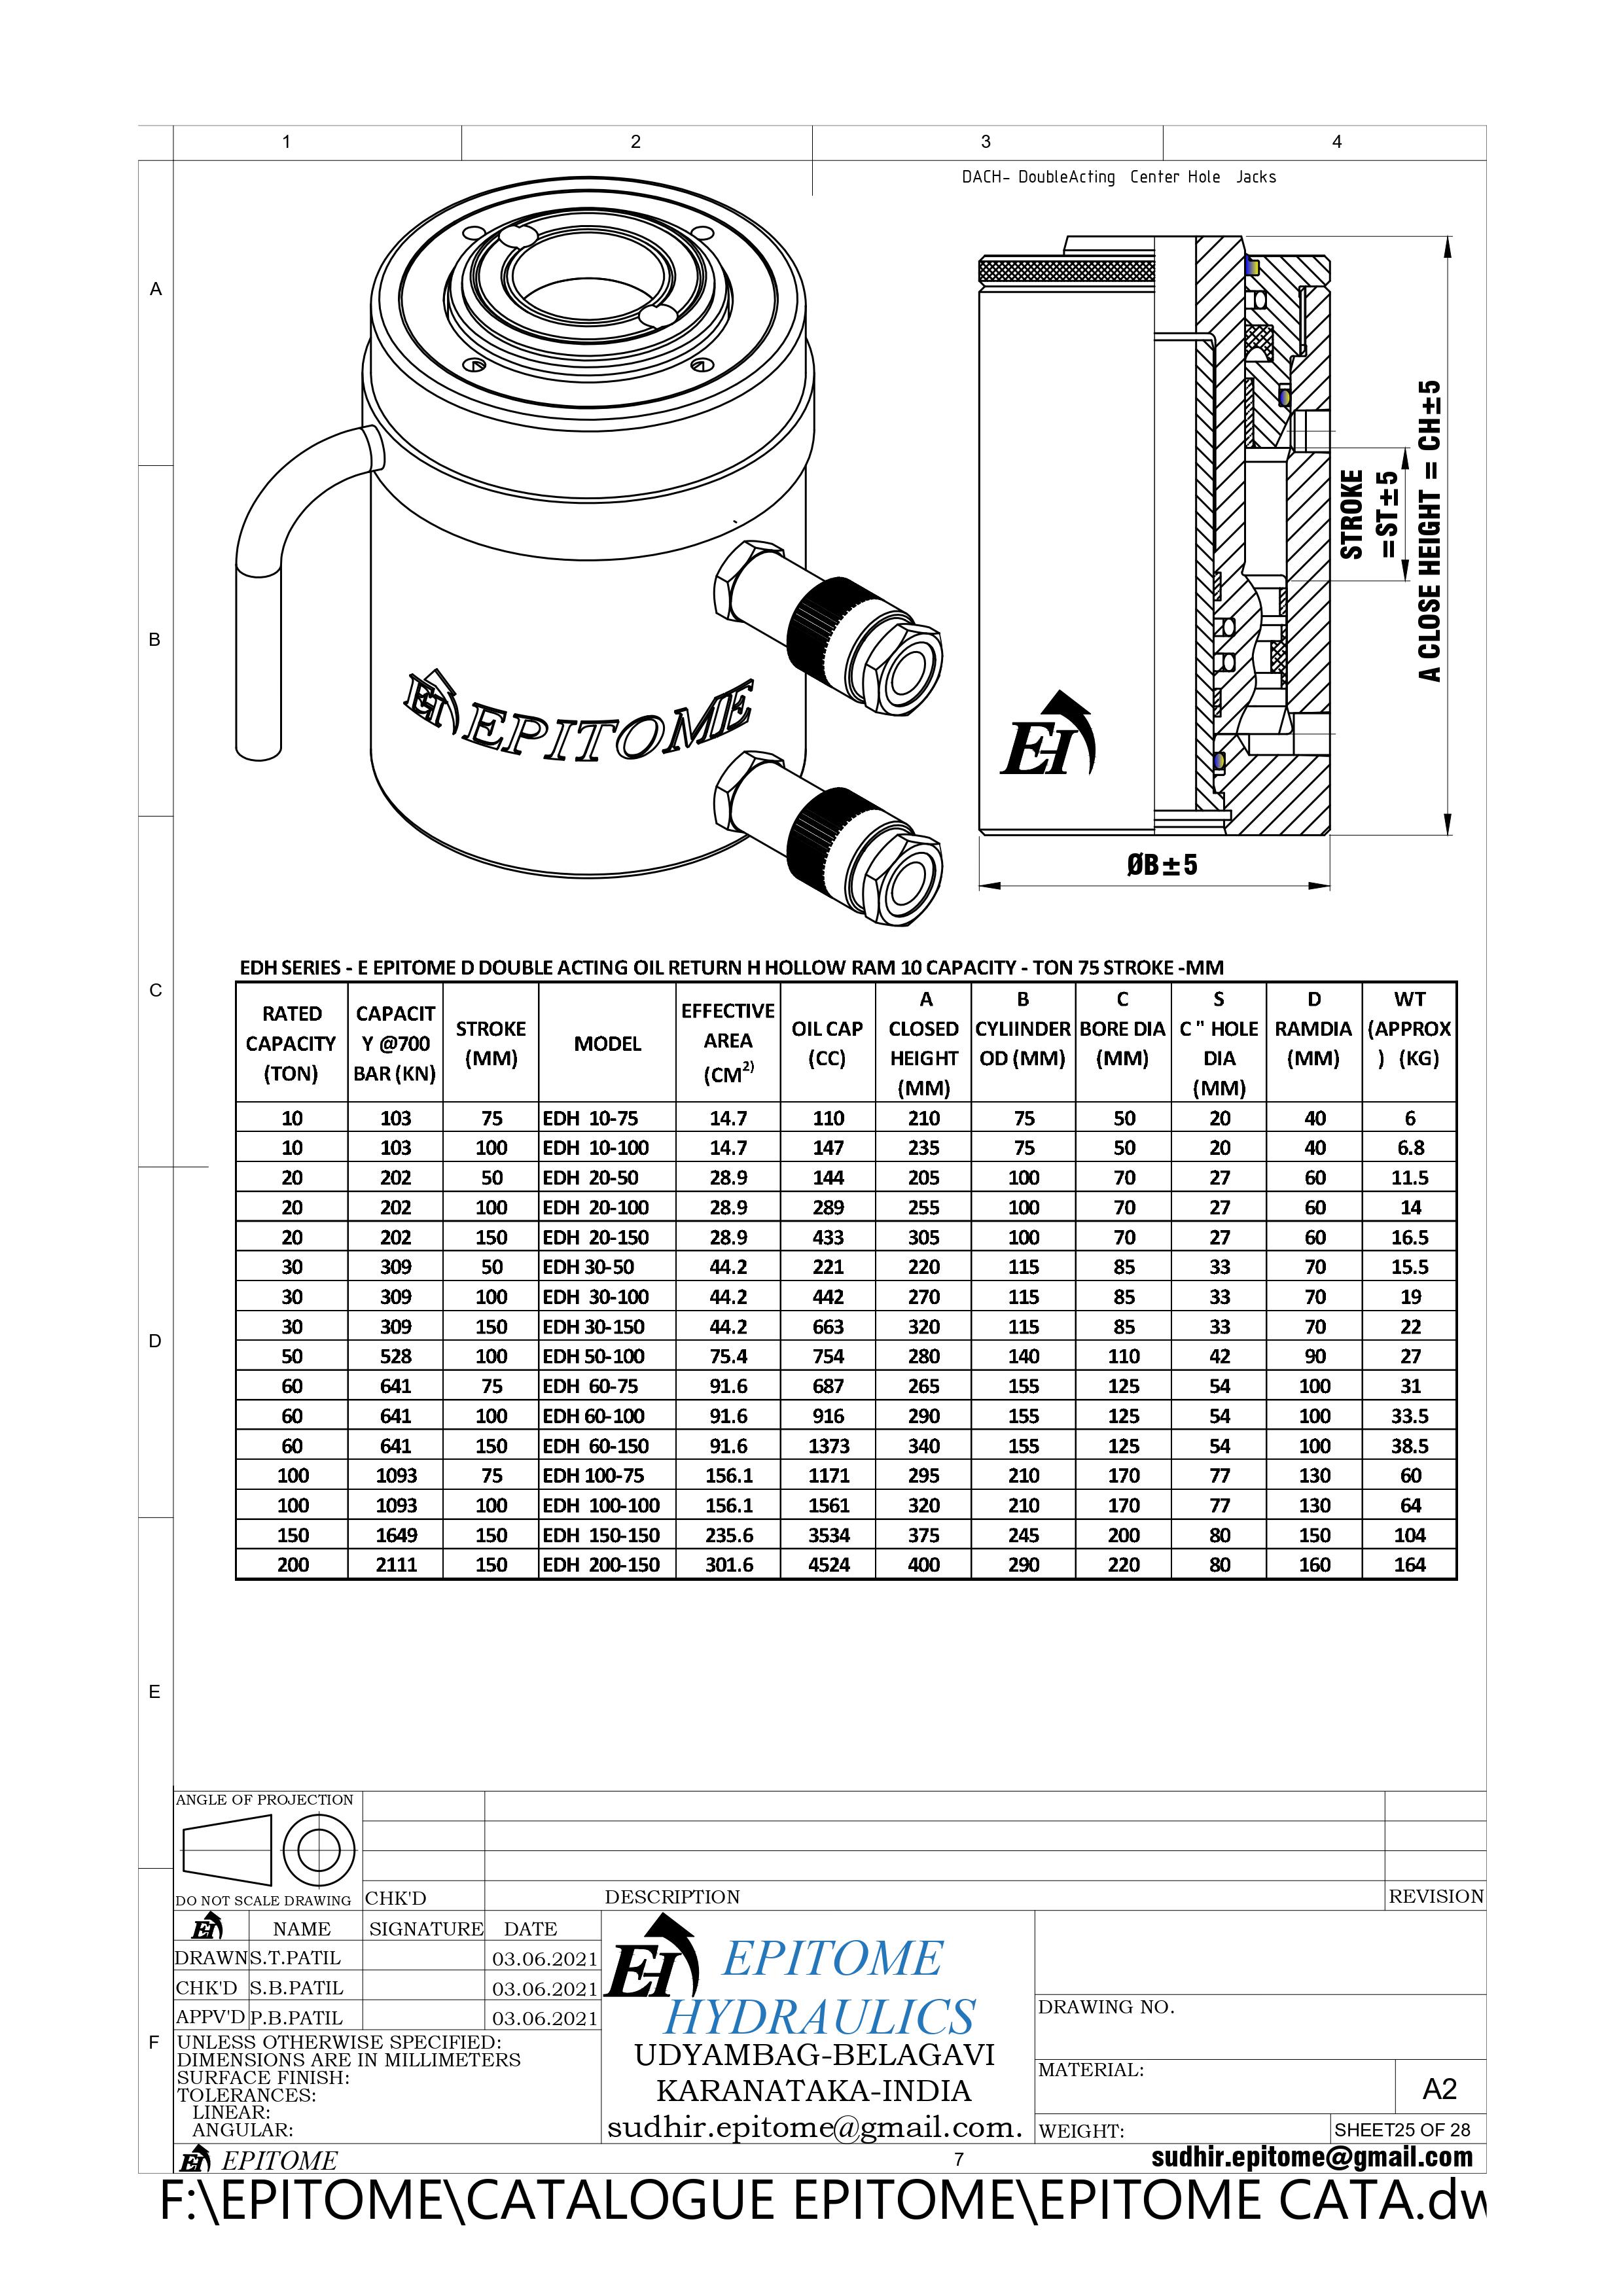 1 2 3 4
DACH- DoubleActing Center Hole Jacks
A
B
C
D
E
F
EPITOME
EH
STROKE
=ST±5
A CLOSE HEIGHT = CH±5
ØB±5
EDH SERIES - E EPITOME D DOUBLE ACTING OIL RETURN H HOLLOW RAM 10 CAPACITY - TON 75 STROKE -MM
RATED CAPACITY (TON) CAPACIT Y @700 BAR (KN) STROKE (MM) MODEL EFFECTIVE AREA (CM²⁾ OIL CAP (CC) A CLOSED HEIGHT (MM) B CYLIINDER OD (MM) C BORE DIA (MM) S C " HOLE DIA (MM) D RAMDIA (MM) WT (APPROX ) (KG)
10 103 75 EDH 10-75 14.7 110 210 75 50 20 40 6
10 103 100 EDH 10-100 14.7 147 235 75 50 20 40 6.8
20 202 50 EDH 20-50 28.9 144 205 100 70 27 60 11.5
20 202 100 EDH 20-100 28.9 289 255 100 70 27 60 14
20 202 150 EDH 20-150 28.9 433 305 100 70 27 60 16.5
30 309 50 EDH 30-50 44.2 221 220 115 85 33 70 15.5
30 309 100 EDH 30-100 44.2 442 270 115 85 33 70 19
30 309 150 EDH 30-150 44.2 663 320 115 85 33 70 22
50 528 100 EDH 50-100 75.4 754 280 140 110 42 90 27
60 641 75 EDH 60-75 91.6 687 265 155 125 54 100 31
60 641 100 EDH 60-100 91.6 916 290 155 125 54 100 33.5
60 641 150 EDH 60-150 91.6 1373 340 155 125 54 100 38.5
100 1093 75 EDH 100-75 156.1 1171 295 210 170 77 130 60
100 1093 100 EDH 100-100 156.1 1561 320 210 170 77 130 64
150 1649 150 EDH 150-150 235.6 3534 375 245 200 80 150 104
200 2111 150 EDH 200-150 301.6 4524 400 290 220 80 160 164
ANGLE OF PROJECTION
DO NOT SCALE DRAWING CHK'D DESCRIPTION REVISION
EH NAME SIGNATURE DATE
DRAWN S.T.PATIL 03.06.2021
CHK'D S.B.PATIL 03.06.2021
APPV'D P.B.PATIL 03.06.2021
UNLESS OTHERWISE SPECIFIED:
DIMENSIONS ARE IN MILLIMETERS
SURFACE FINISH:
TOLERANCES:
LINEAR:
ANGULAR:
EH EPITOME
HYDRAULICS
UDYAMBAG-BELAGAVI
KARANATAKA-INDIA
sudhir.epitome@gmail.com.
DRAWING NO.
MATERIAL:
A2
WEIGHT:
SHEET25 OF 28
EH EPITOME 7 sudhir.epitome@gmail.com
F:\EPITOME\CATALOGUE EPITOME\EPITOME CATA.dw